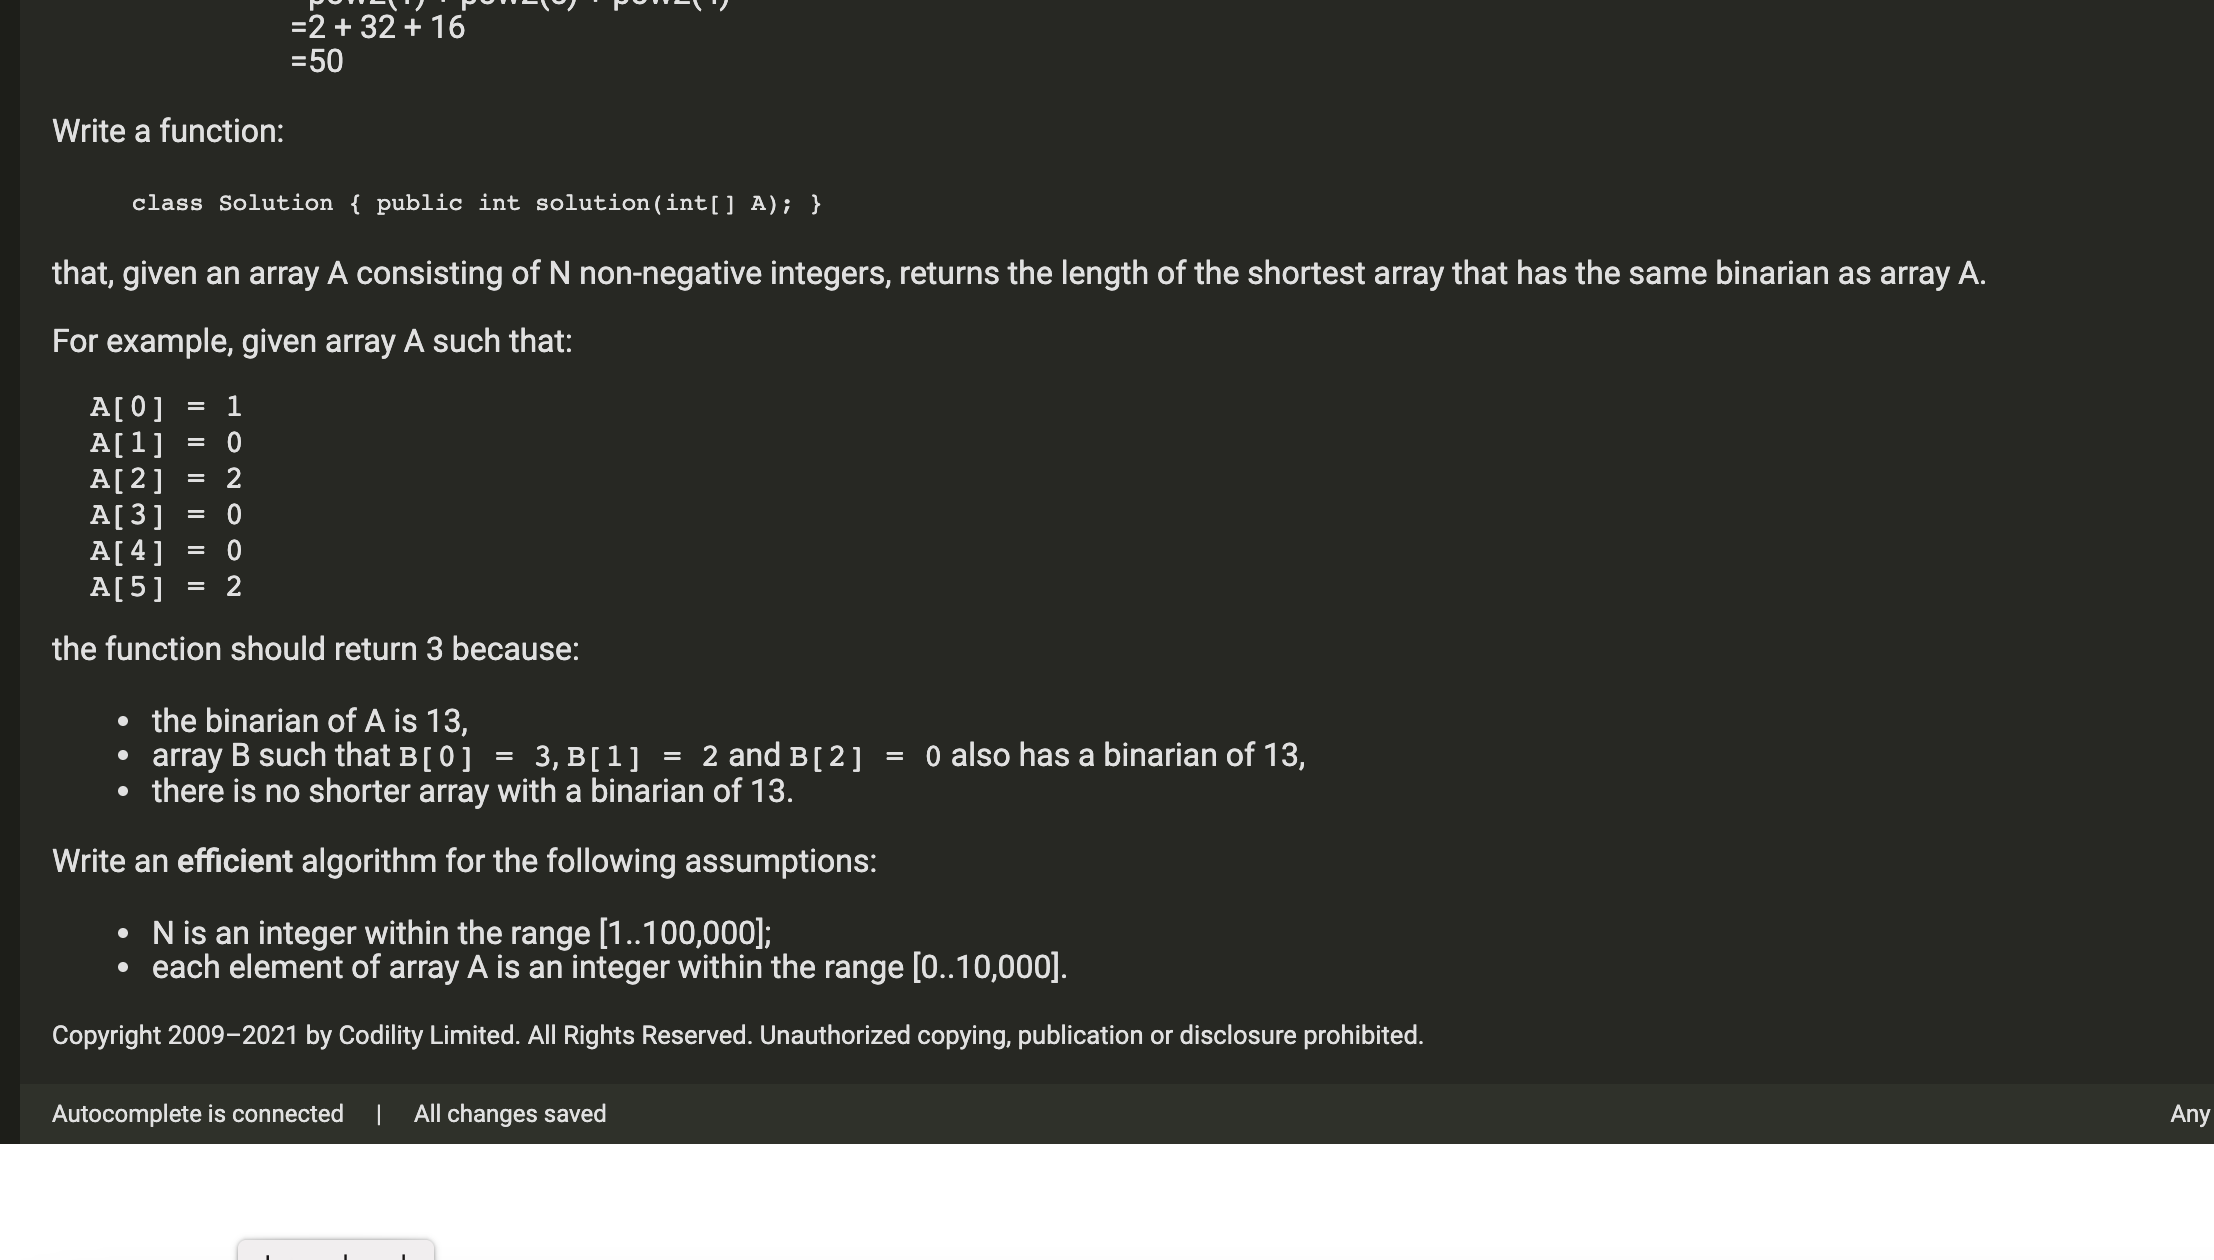 =2 + 32 + 16
=50
Write a function:
class Solution { public int solution(int[] A); }
that, given an array A consisting of N non-negative integers, returns the length of the shortest array that has the same binarian as array A.
For example, given array A such that:
A[0] = 1
A[1] = 0
A[2] = 2
A[3] = 0
A[4] = 0
A[5] = 2
the function should return 3 because:
• the binarian of A is 13,
• array B such that B[0] = 3, B[1] = 2 and B[2] = 0 also has a binarian of 13,
• there is no shorter array with a binarian of 13.
Write an efficient algorithm for the following assumptions:
• N is an integer within the range [1..100,000];
• each element of array A is an integer within the range [0..10,000].
Copyright 2009–2021 by Codility Limited. All Rights Reserved. Unauthorized copying, publication or disclosure prohibited.
Autocomplete is connected | All changes saved
Any